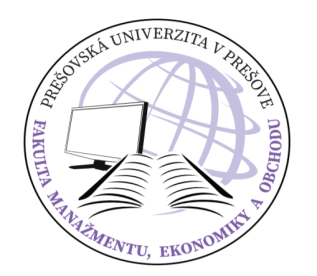 PREŠOVSKÁ UNIVERZITA V PREŠOVE
FAKULTA MANAŽMENTU, EKONOMIKY A OBCHODU